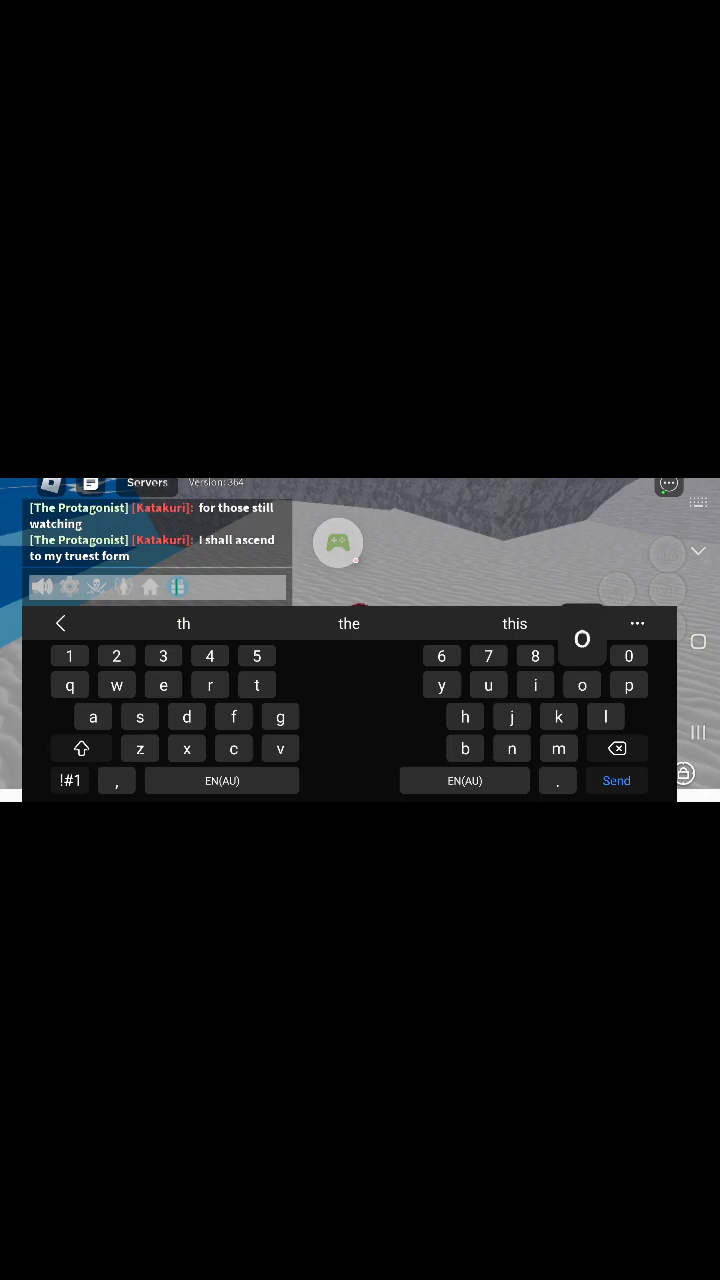 Servers Version: 364
[The Protagonist] [Katakuri]: for those still
watching
[The Protagonist] [Katakuri]: I shall ascend
to my truest form
th the this
o
1 2 3 4 5 6 7 8 0
q w e r t y u i o p
a s d f g h j k l
z x c v b n m
!#1 , EN(AU) EN(AU) . Send